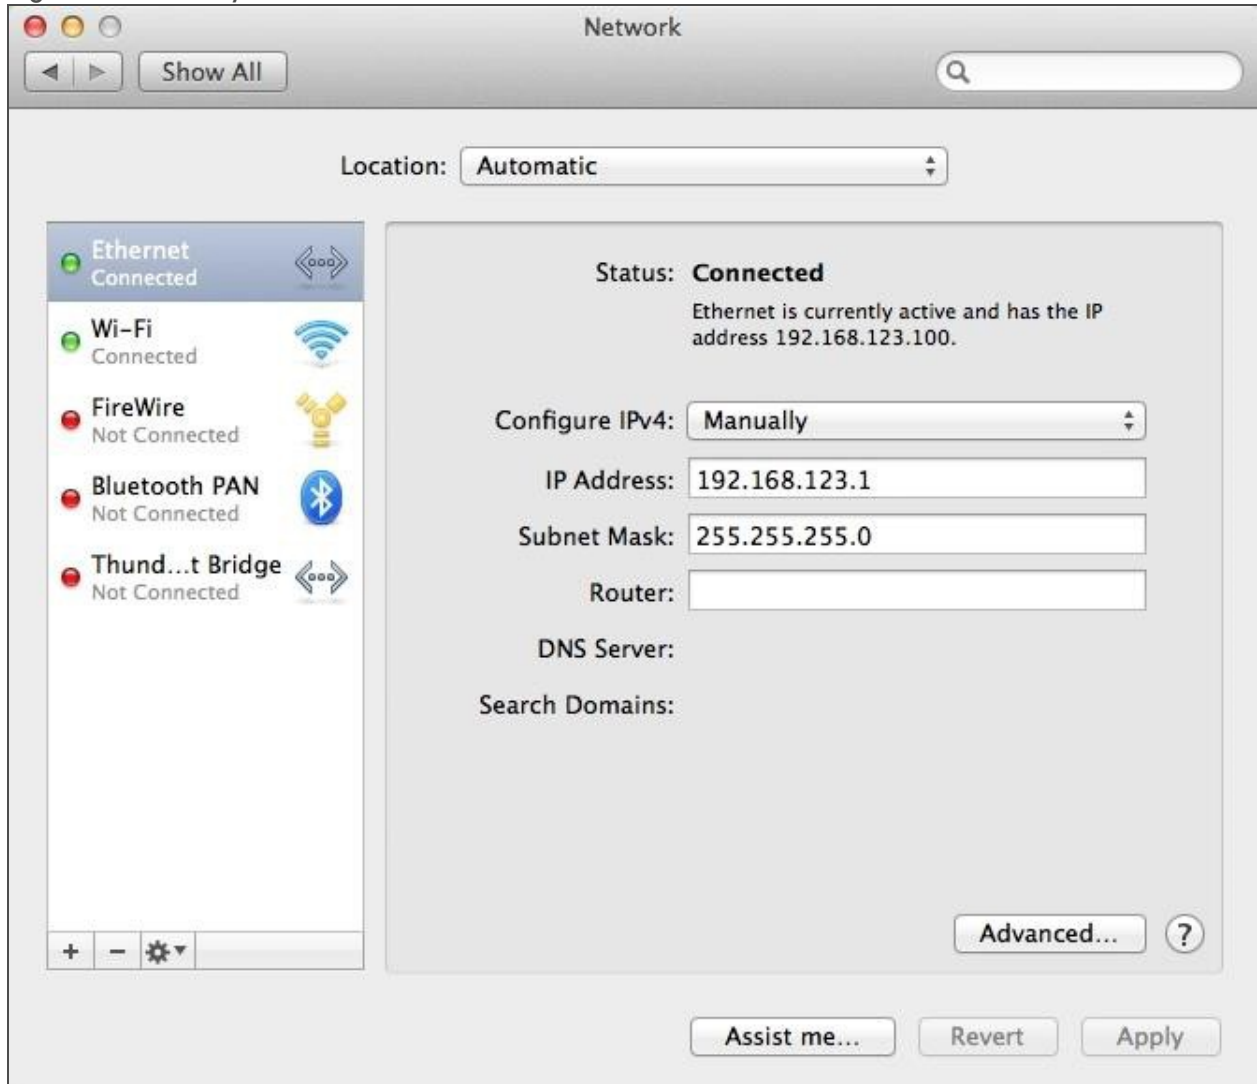 Network
Show All
Location: Automatic
Ethernet
Connected
Wi-Fi
Connected
FireWire
Not Connected
Bluetooth PAN
Not Connected
Thund...t Bridge
Not Connected
Status: Connected
Ethernet is currently active and has the IP
address 192.168.123.100.
Configure IPv4: Manually
IP Address: 192.168.123.1
Subnet Mask: 255.255.255.0
Router:
DNS Server:
Search Domains:
Advanced... ?
Assist me... Revert Apply